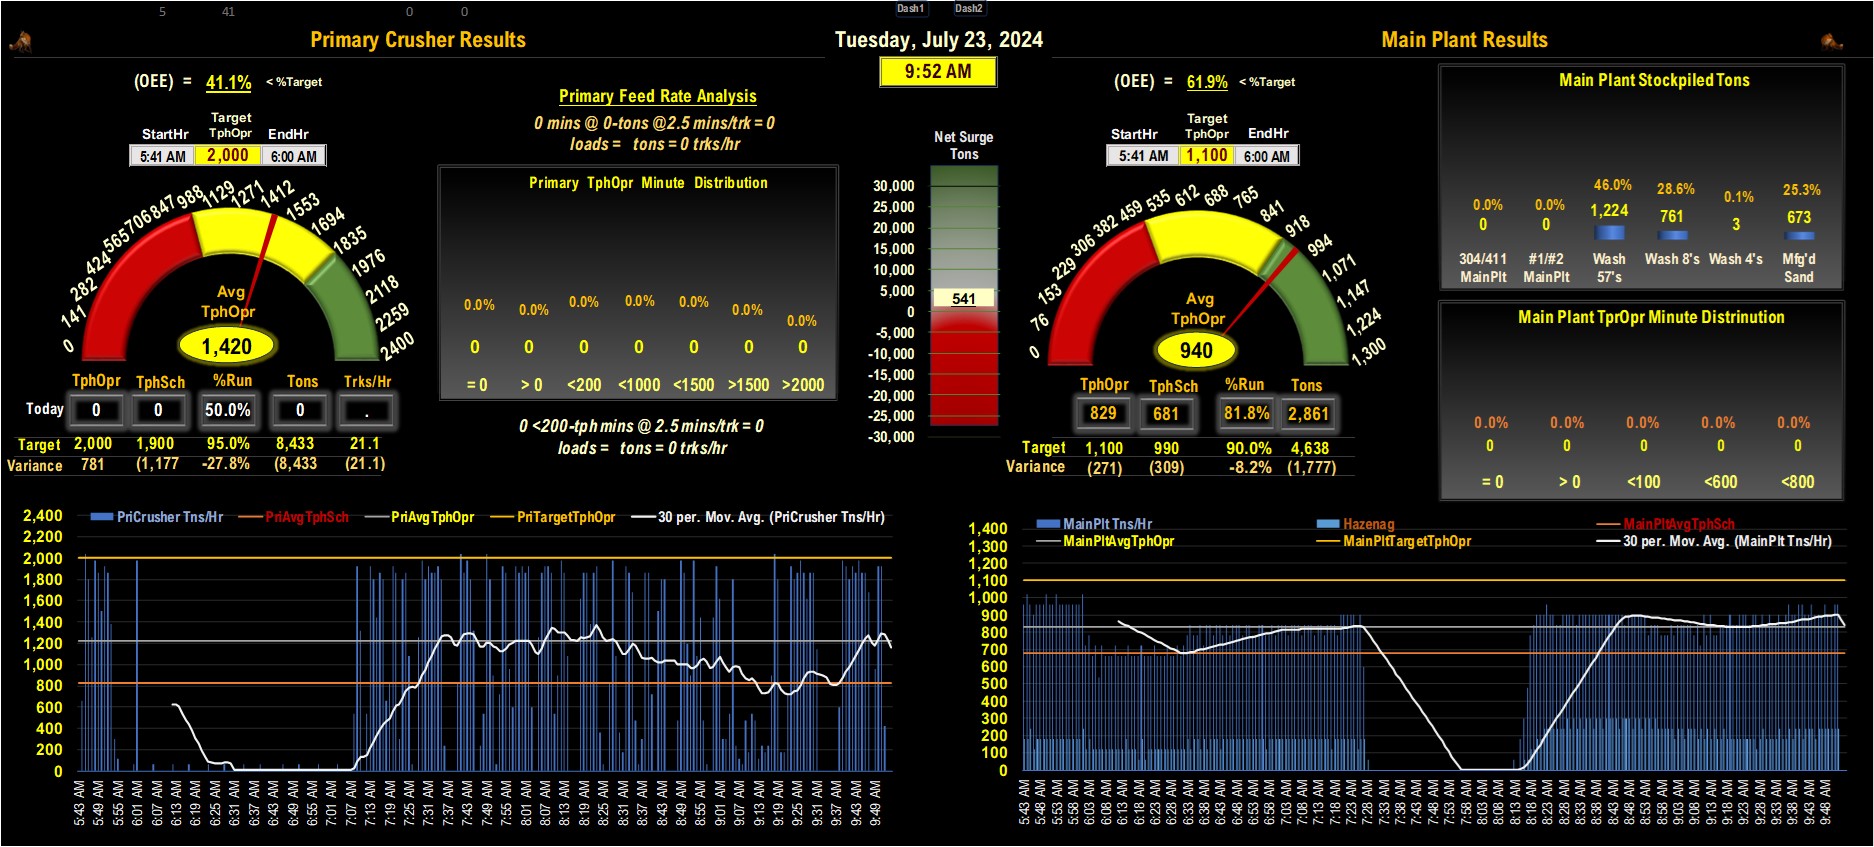 5 41 0 0 Dash1 Dash2
Primary Crusher Results
Tuesday, July 23, 2024
Main Plant Results
9:52 AM
(OEE) = 41.1% < %Target
StartHr Target TphOpr EndHr
5:41 AM 2,000 6:00 AM
0 141 282 424 565 706 847 988 1129 1271 1412 1553 1694 1835 1976 2118 2259 2400
Avg
TphOpr
1,420
TphOpr TphSch %Run Tons Trks/Hr
Today 0 0 50.0% 0 .
Target 2,000 1,900 95.0% 8,433 21.1
Variance 781 (1,177 -27.8% (8,433 (21.1)
Primary Feed Rate Analysis
0 mins @ 0-tons @2.5 mins/trk = 0
loads = tons = 0 trks/hr
Primary TphOpr Minute Distribution
0.0% 0.0% 0.0% 0.0% 0.0% 0.0% 0.0%
0 0 0 0 0 0 0
= 0 > 0 <200 <1000 <1500 >1500 >2000
0 <200-tph mins @ 2.5 mins/trk = 0
loads = tons = 0 trks/hr
Net Surge
Tons
30,000
25,000
20,000
15,000
10,000
5,000
541
0
-5,000
-10,000
-15,000
-20,000
-25,000
-30,000
(OEE) = 61.9% < %Target
StartHr Target TphOpr EndHr
5:41 AM 1,100 6:00 AM
0 76 153 229 306 382 459 535 612 688 765 841 918 994 1,071 1,147 1,224 1,300
Avg
TphOpr
940
TphOpr TphSch %Run Tons
829 681 81.8% 2,861
Target 1,100 990 90.0% 4,638
Variance (271) (309) -8.2% (1,777)
Main Plant Stockpiled Tons
0.0% 0.0% 46.0% 28.6% 0.1% 25.3%
0 0 1,224 761 3 673
304/411 #1/#2 Wash Wash 8's Wash 4's Mfg'd
MainPlt MainPlt 57's Sand
Main Plant TprOpr Minute Distrinution
0.0% 0.0% 0.0% 0.0% 0.0%
0 0 0 0 0
= 0 > 0 <100 <600 <800
PriCrusher Tns/Hr PriAvgTphSch PriAvgTphOpr PriTargetTphOpr 30 per. Mov. Avg. (PriCrusher Tns/Hr)
2,400
2,200
2,000
1,800
1,600
1,400
1,200
1,000
800
600
400
200
0
5:43 AM 5:49 AM 5:55 AM 6:01 AM 6:07 AM 6:13 AM 6:19 AM 6:25 AM 6:31 AM 6:37 AM 6:43 AM 6:49 AM 6:55 AM 7:01 AM 7:07 AM 7:13 AM 7:19 AM 7:25 AM 7:31 AM 7:37 AM 7:43 AM 7:49 AM 7:55 AM 8:01 AM 8:07 AM 8:13 AM 8:19 AM 8:25 AM 8:31 AM 8:37 AM 8:43 AM 8:49 AM 8:55 AM 9:01 AM 9:07 AM 9:13 AM 9:19 AM 9:25 AM 9:31 AM 9:37 AM 9:43 AM 9:49 AM
MainPlt Tns/Hr Hazenag MainPltAvgTphSch
MainPltAvgTphOpr MainPltTargetTphOpr 30 per. Mov. Avg. (MainPlt Tns/Hr)
1,400
1,300
1,200
1,100
1,000
900
800
700
600
500
400
300
200
100
0
5:43 AM 5:48 AM 5:53 AM 5:58 AM 6:03 AM 6:08 AM 6:13 AM 6:18 AM 6:23 AM 6:28 AM 6:33 AM 6:38 AM 6:43 AM 6:48 AM 6:53 AM 6:58 AM 7:03 AM 7:08 AM 7:13 AM 7:18 AM 7:23 AM 7:28 AM 7:33 AM 7:38 AM 7:43 AM 7:48 AM 7:53 AM 7:58 AM 8:03 AM 8:08 AM 8:13 AM 8:18 AM 8:23 AM 8:28 AM 8:33 AM 8:38 AM 8:43 AM 8:48 AM 8:53 AM 8:58 AM 9:03 AM 9:08 AM 9:13 AM 9:18 AM 9:23 AM 9:28 AM 9:33 AM 9:38 AM 9:43 AM 9:48 AM